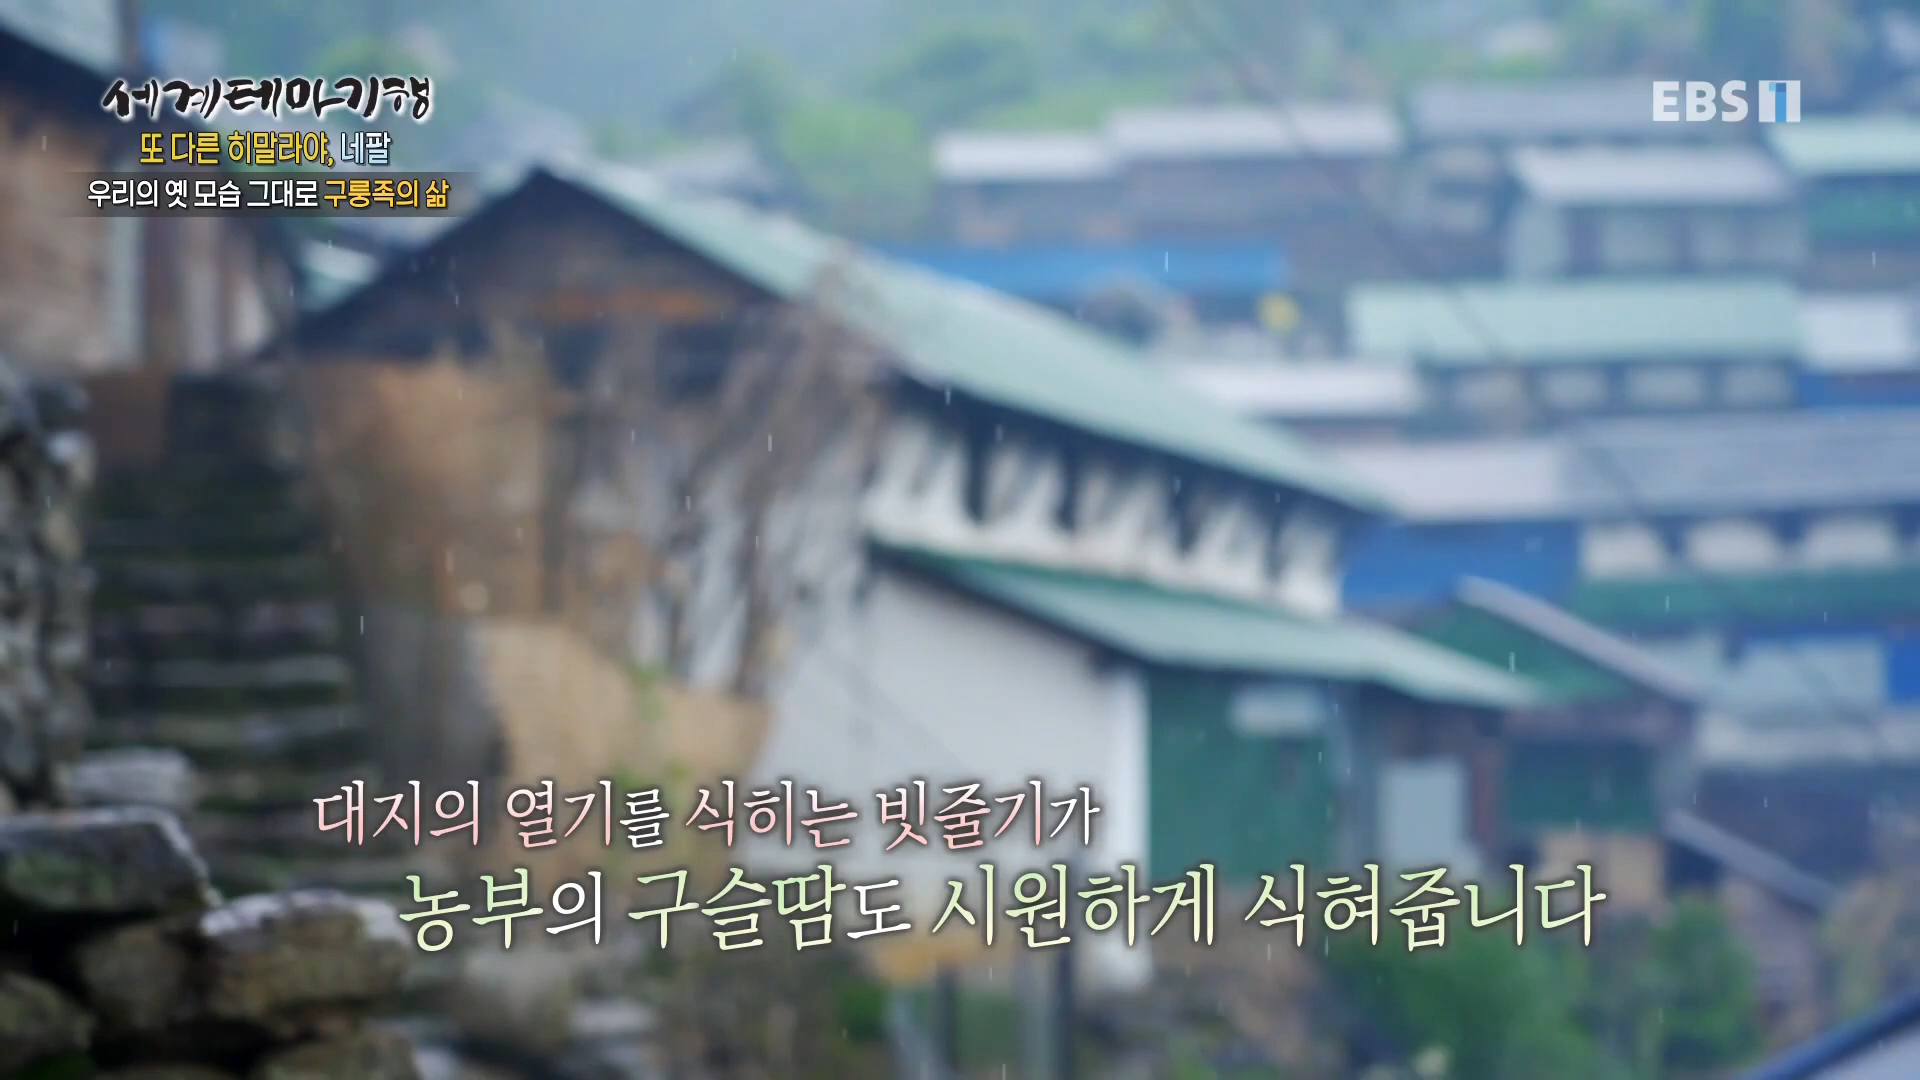 세계테마기행
또 다른 히말라야, 네팔
우리의 옛 모습 그대로 구룽족의 삶
EBS 1
대지의 열기를 식히는 빗줄기가
농부의 구슬땀도 시원하게 식혀줍니다